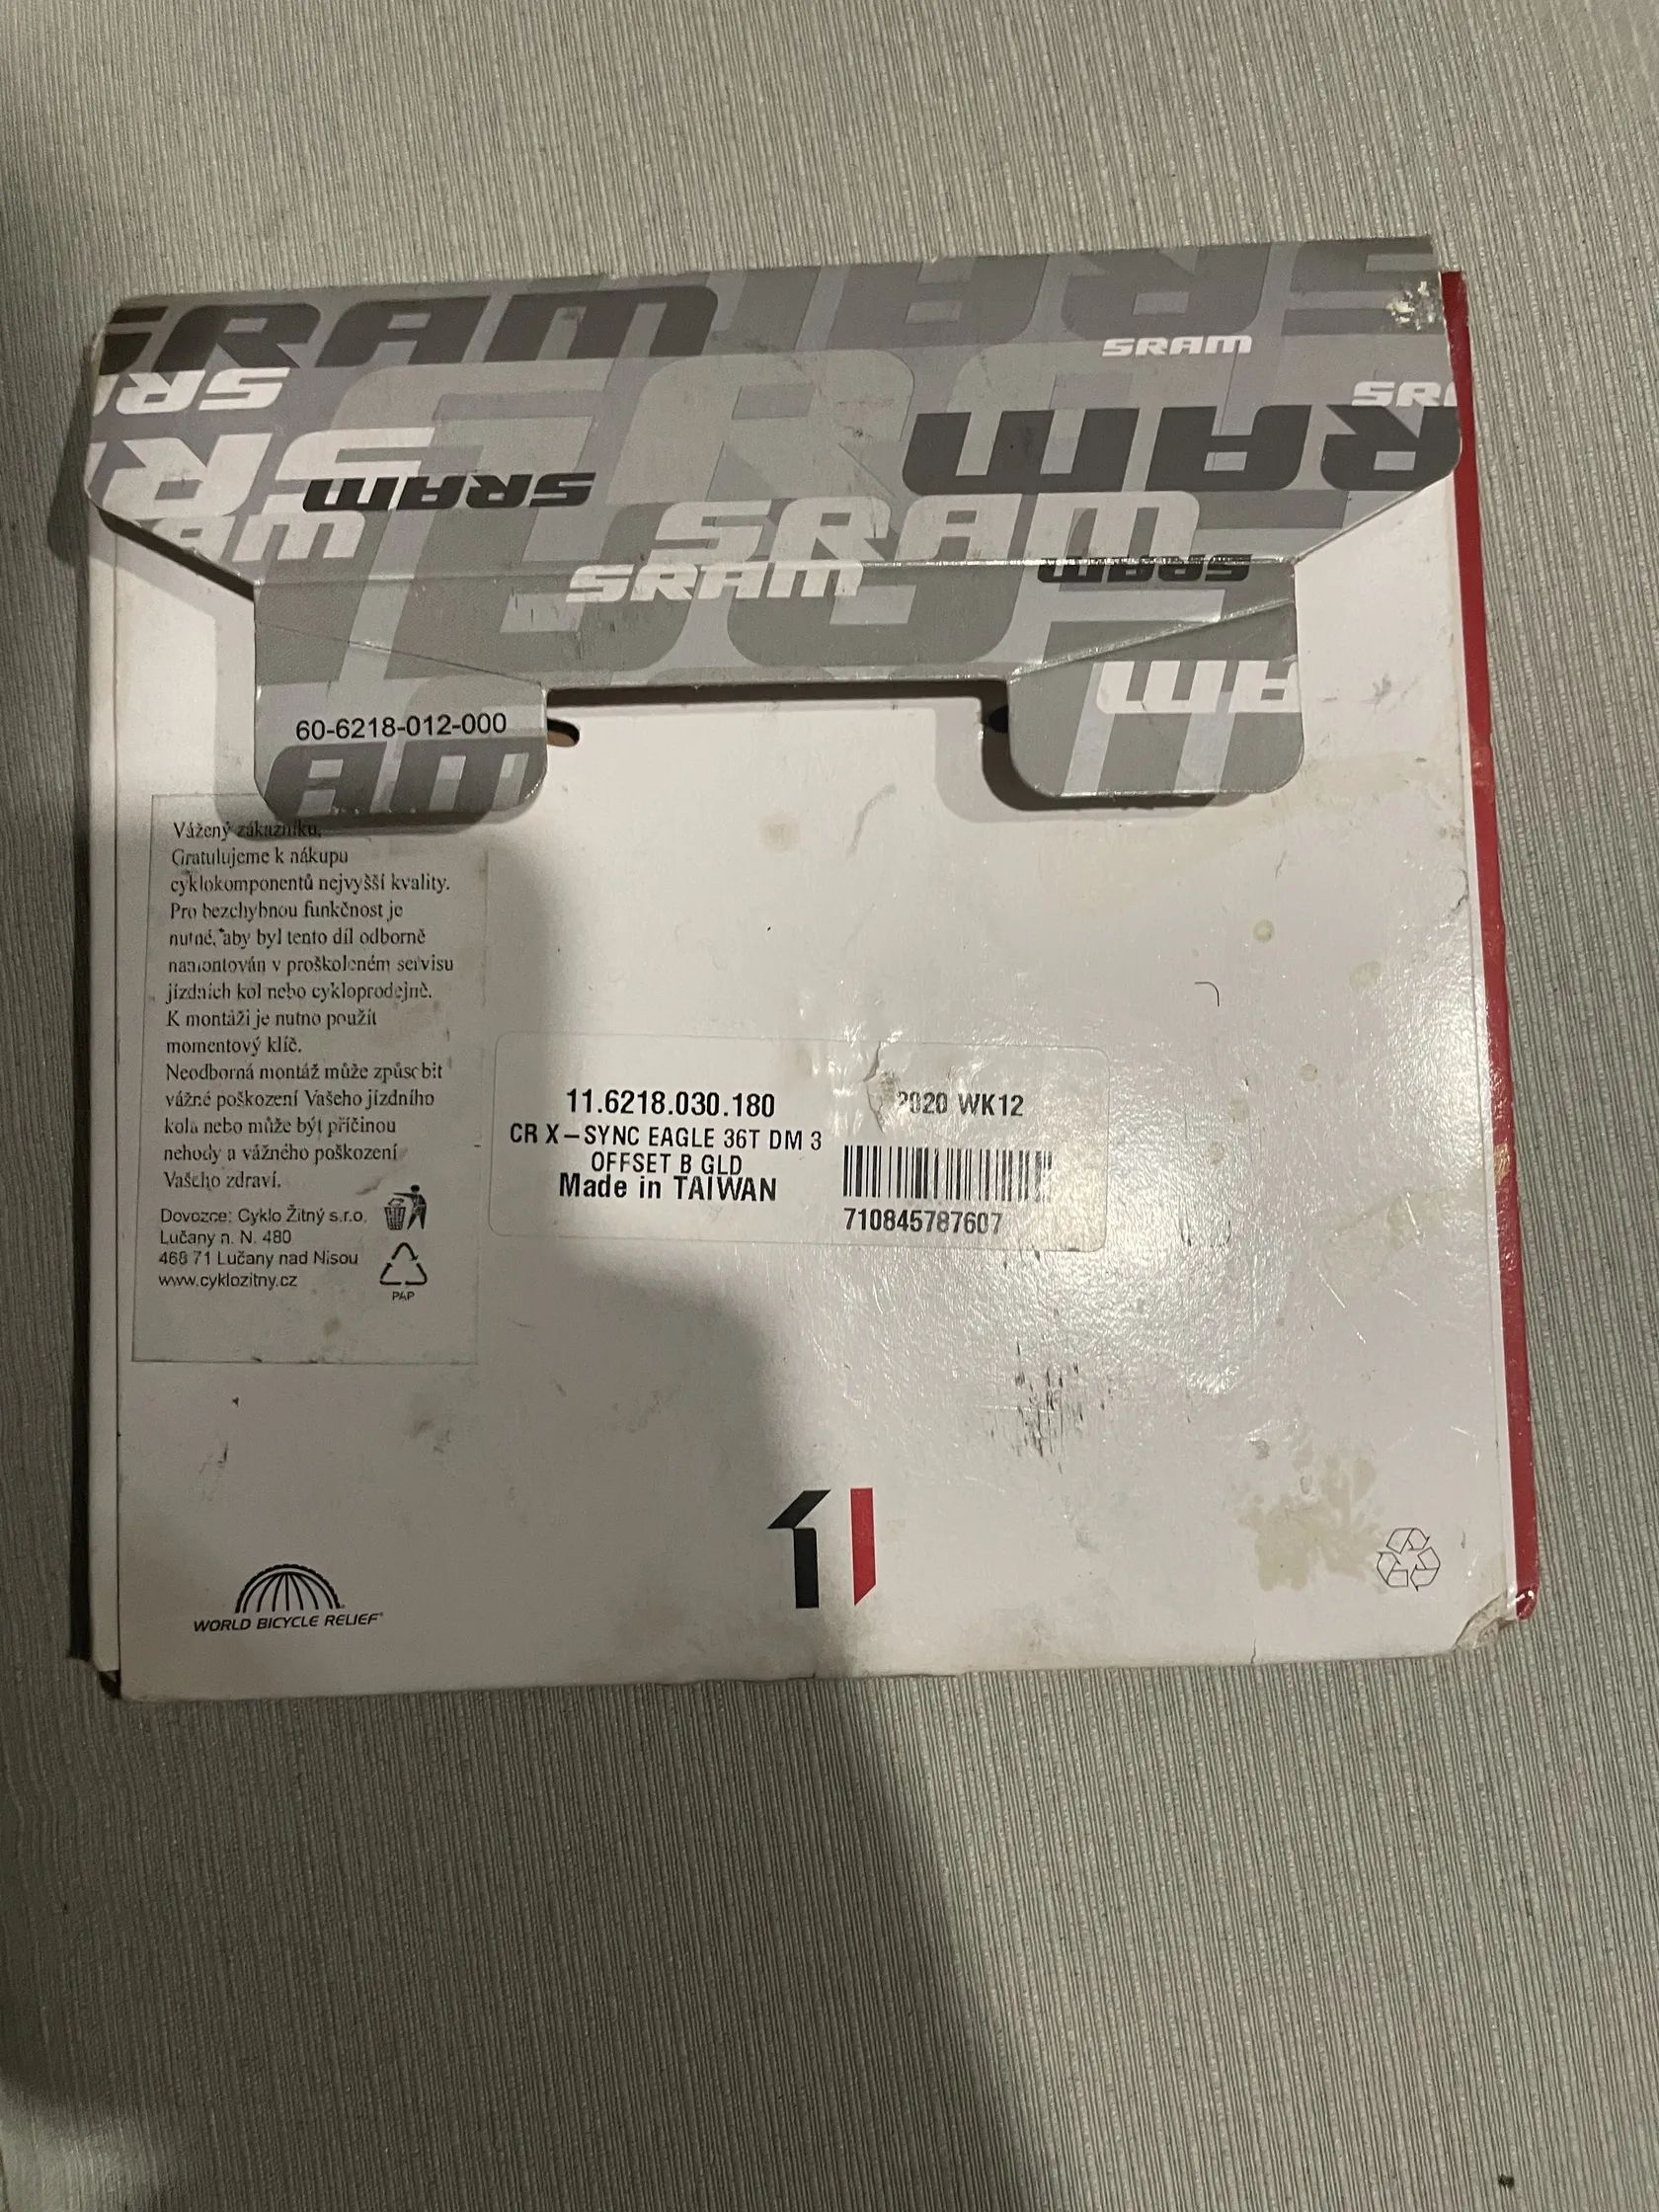 SRAM
SRAM
SR
SRAM
SRAM
RAM
SRAM
SRAM
SRAM
60-6218-012-000
Vážený zákazníku,
Gratulujeme k nákupu
cyklokomponentů nejvyšší kvality.
Pro bezchybnou funkčnost je
nutné, aby byl tento díl odborně
namontován v proškoleném servisu
jízdních kol nebo cykloprodejně.
K montáži je nutno použít
momentový klíč.
Neodborná montáž může způsobit
vážné poškození Vašeho jízdního
kola nebo může být příčinou
nehody a vážného poškození
Vašeho zdraví.
Dovozce: Cyklo Žitný s.r.o.
Lučany n. N. 480
468 71 Lučany nad Nisou
www.cyklozitny.cz
PAP
11.6218.030.180
2020 WK12
CR X-SYNC EAGLE 36T DM 3
OFFSET B GLD
Made in TAIWAN
710845787607
WORLD BICYCLE RELIEF